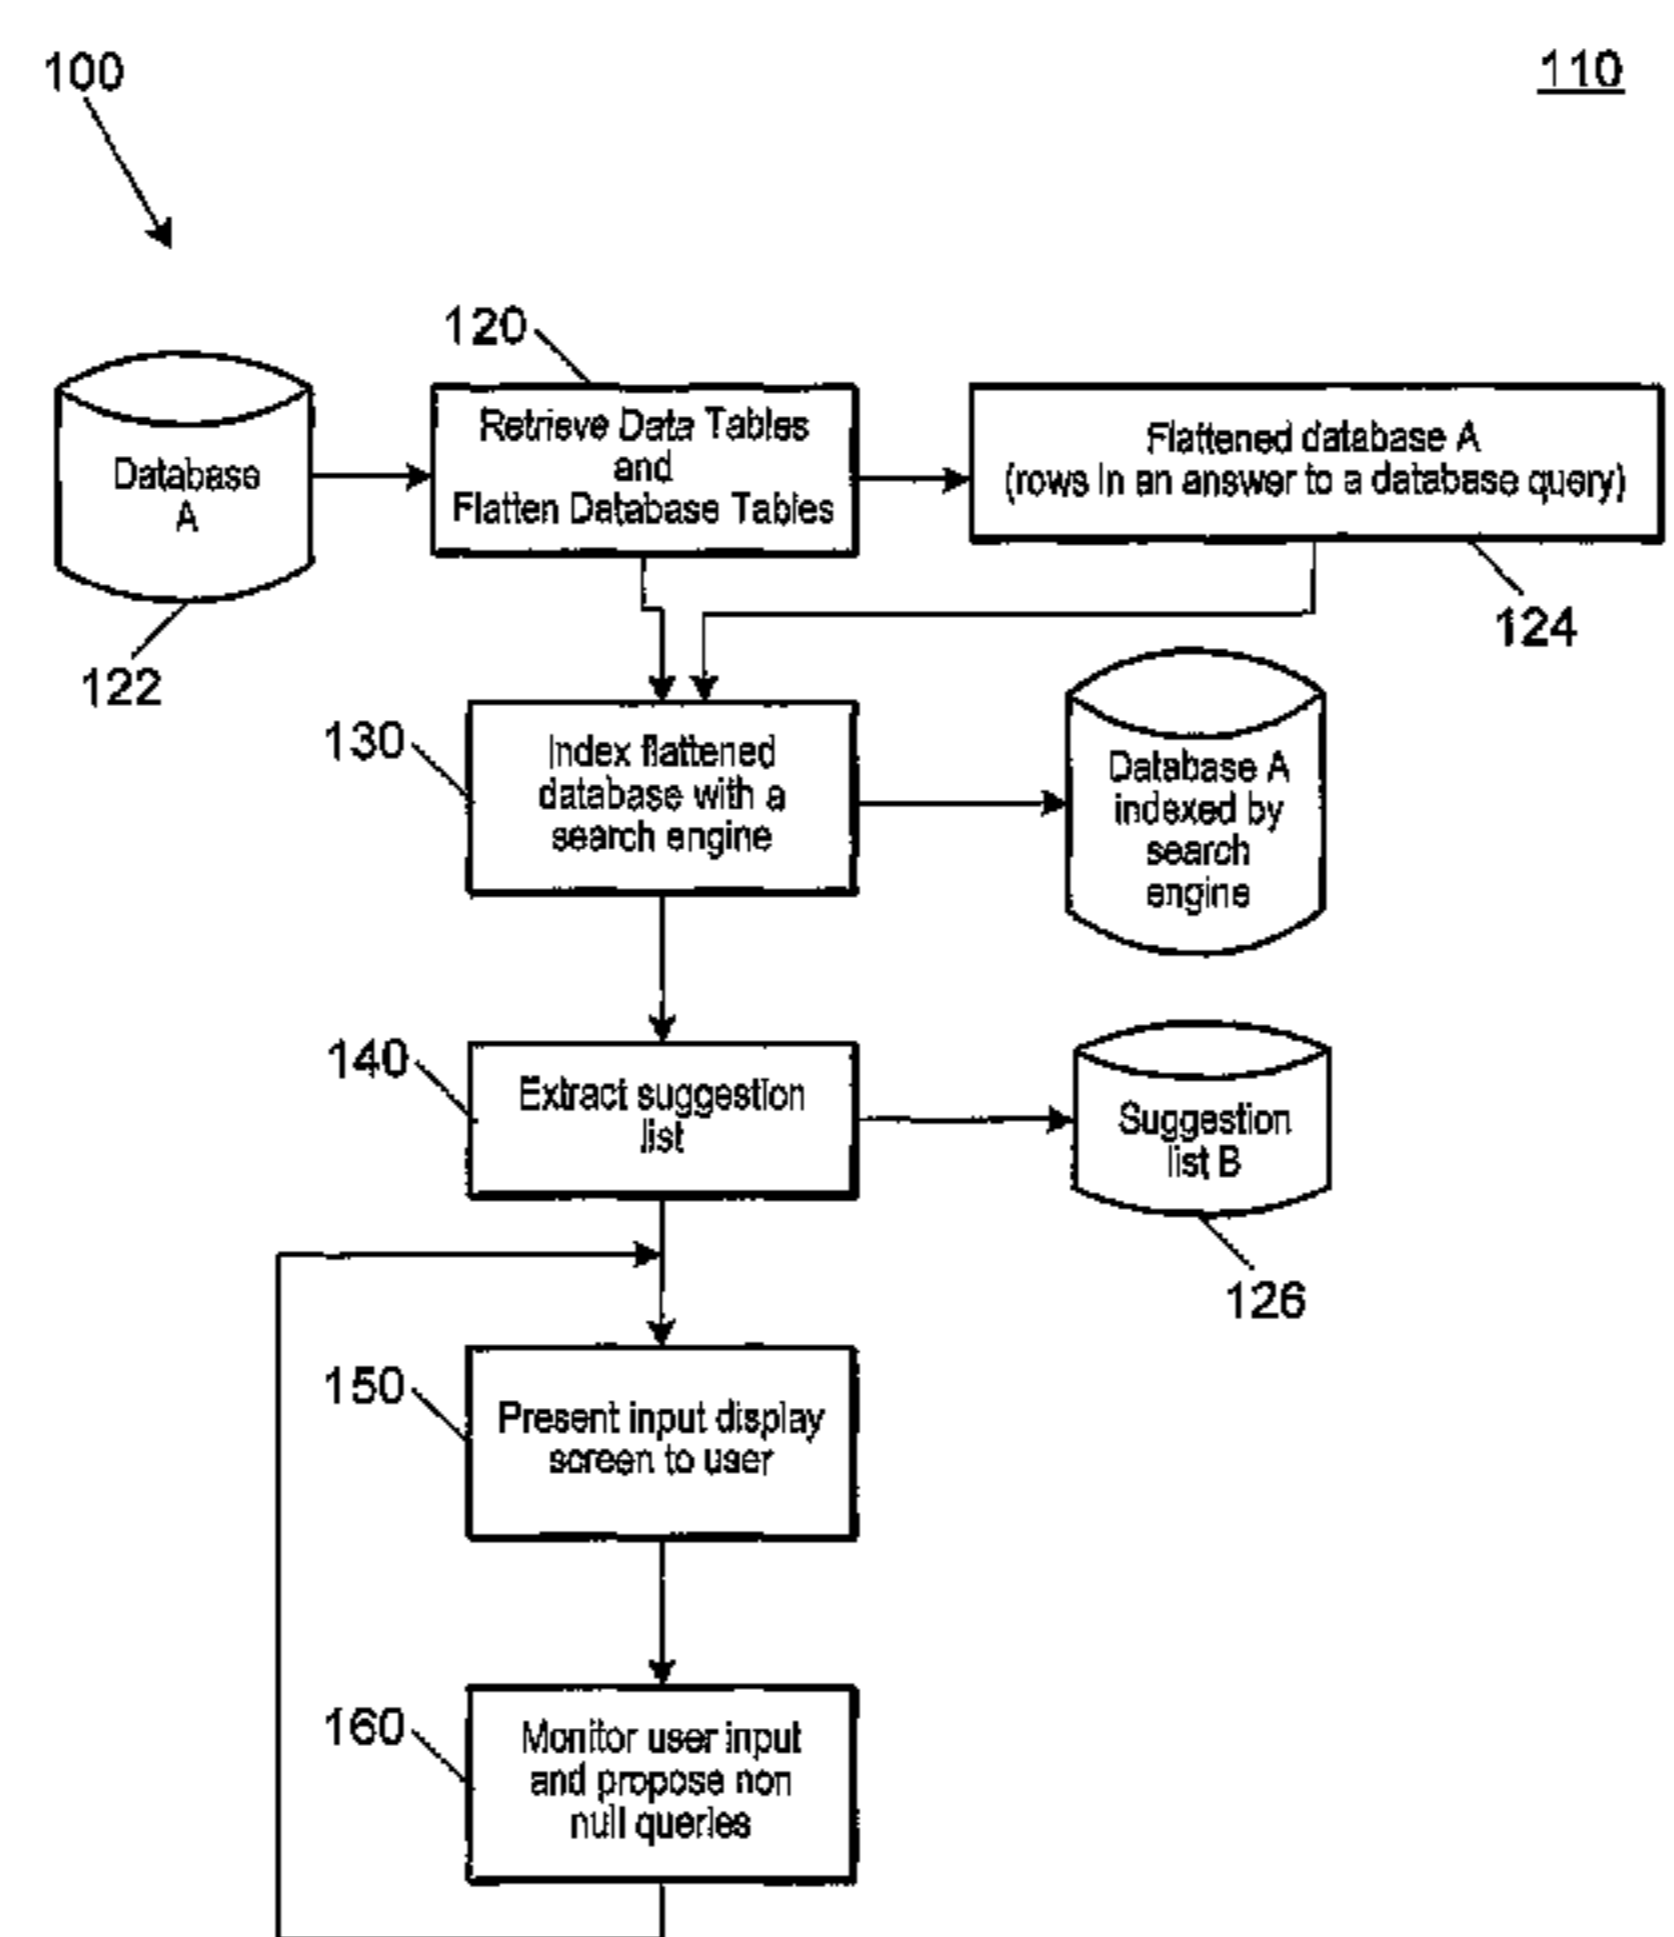 100
110
120
Database
A
Retrieve Data Tables
and
Flatten Database Tables
Flattened database A
(rows in an answer to a database query)
122
124
130
Index flattened
database with a
search engine
Database A
indexed by
search
engine
140
Extract suggestion
list
Suggestion
list B
126
150
Present input display
screen to user
160
Monitor user input
and propose non
null queries